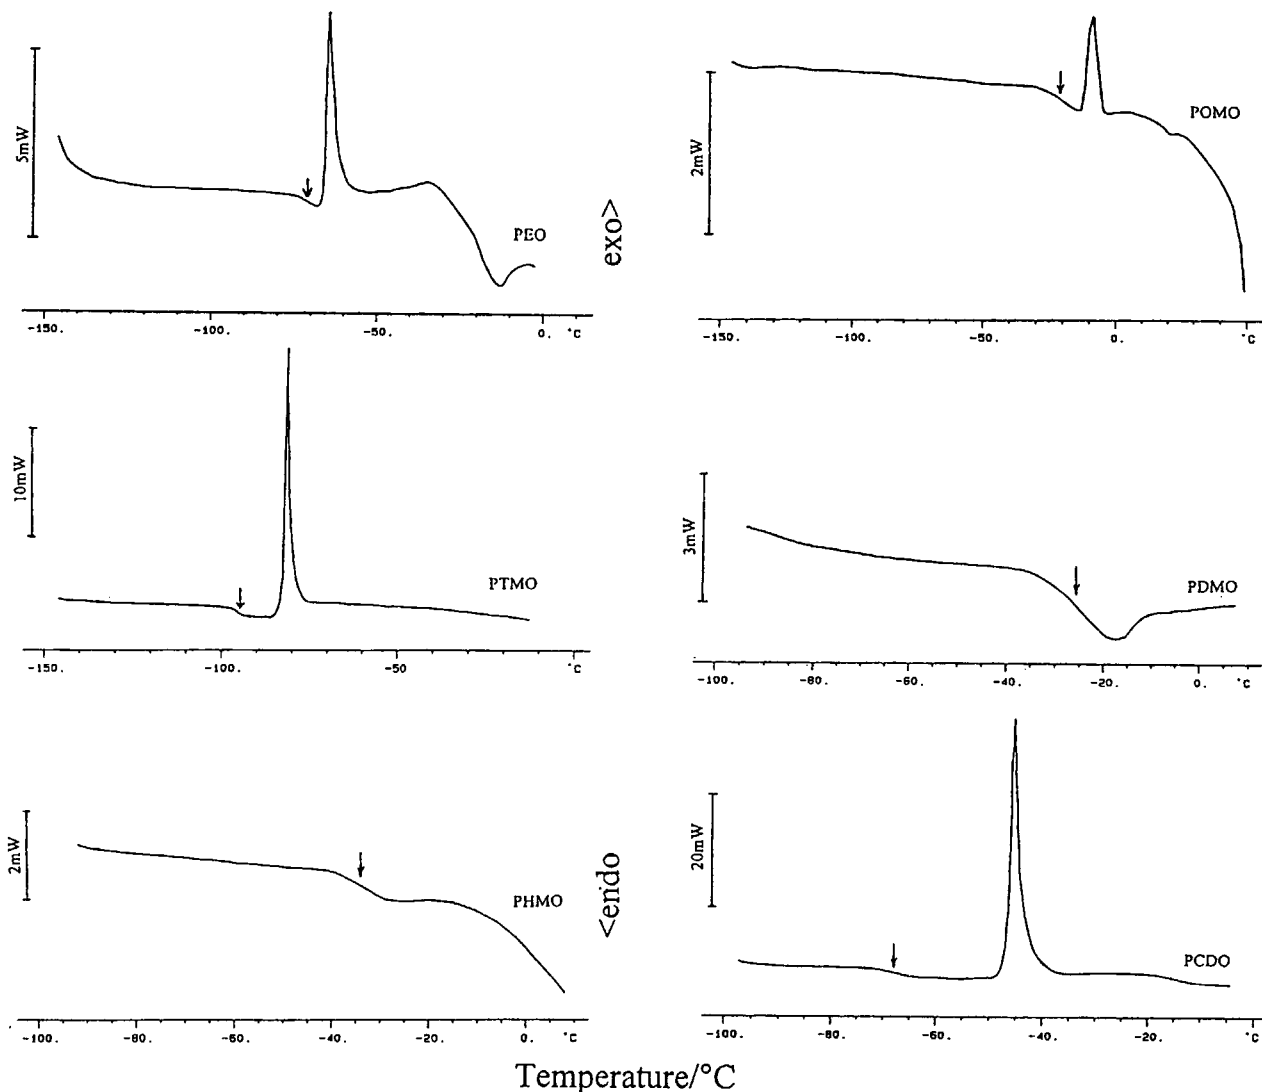 5mW
PEO
-150. -100. -50. 0. °C
exo>
2mW
POMO
-150. -100. -50. 0. °C
10mW
PTMO
-150. -100. -50 °C
3mW
PDMO
-100. -80. -60. -40. -20. 0. °C
2mW
PHMO
-100. -80. -60. -40. -20. 0. °C
<endo
20mW
PCDO
-100. -80. -60. -40. -20. °C
Temperature/°C